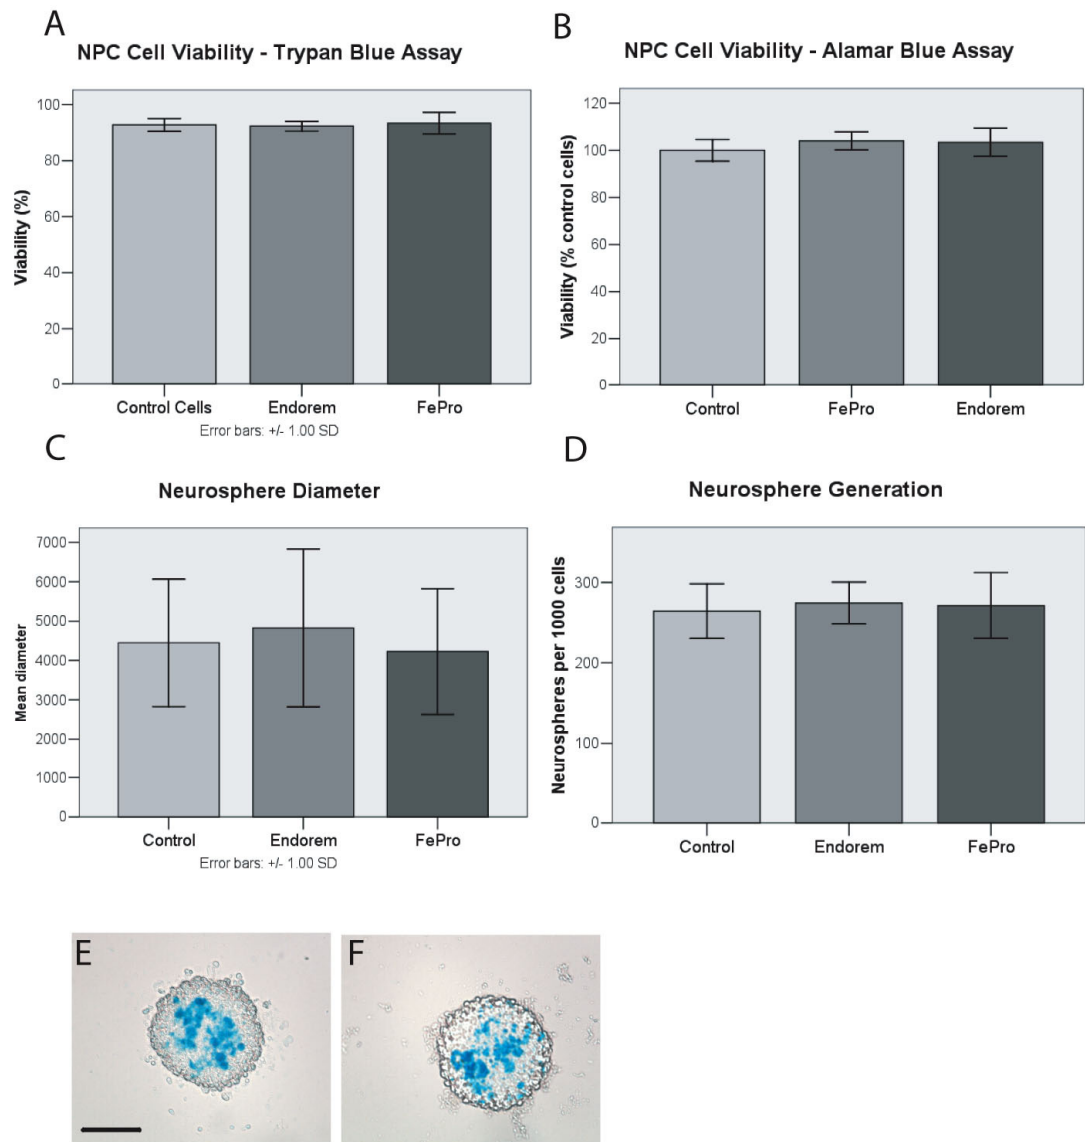 A
NPC Cell Viability - Trypan Blue Assay
Viability (%)
100
80
60
40
20
0
Control Cells
Endorem
FePro
Error bars: +/- 1.00 SD
B
NPC Cell Viability - Alamar Blue Assay
Viability (% control cells)
120
100
80
60
40
20
0
Control
FePro
Endorem
C
Neurosphere Diameter
Mean diameter
7000
6000
5000
4000
3000
2000
1000
0
Control
Endorem
FePro
Error bars: +/- 1.00 SD
D
Neurosphere Generation
Neurospheres per 1000 cells
300
200
100
0
Control
Endorem
FePro
E
F